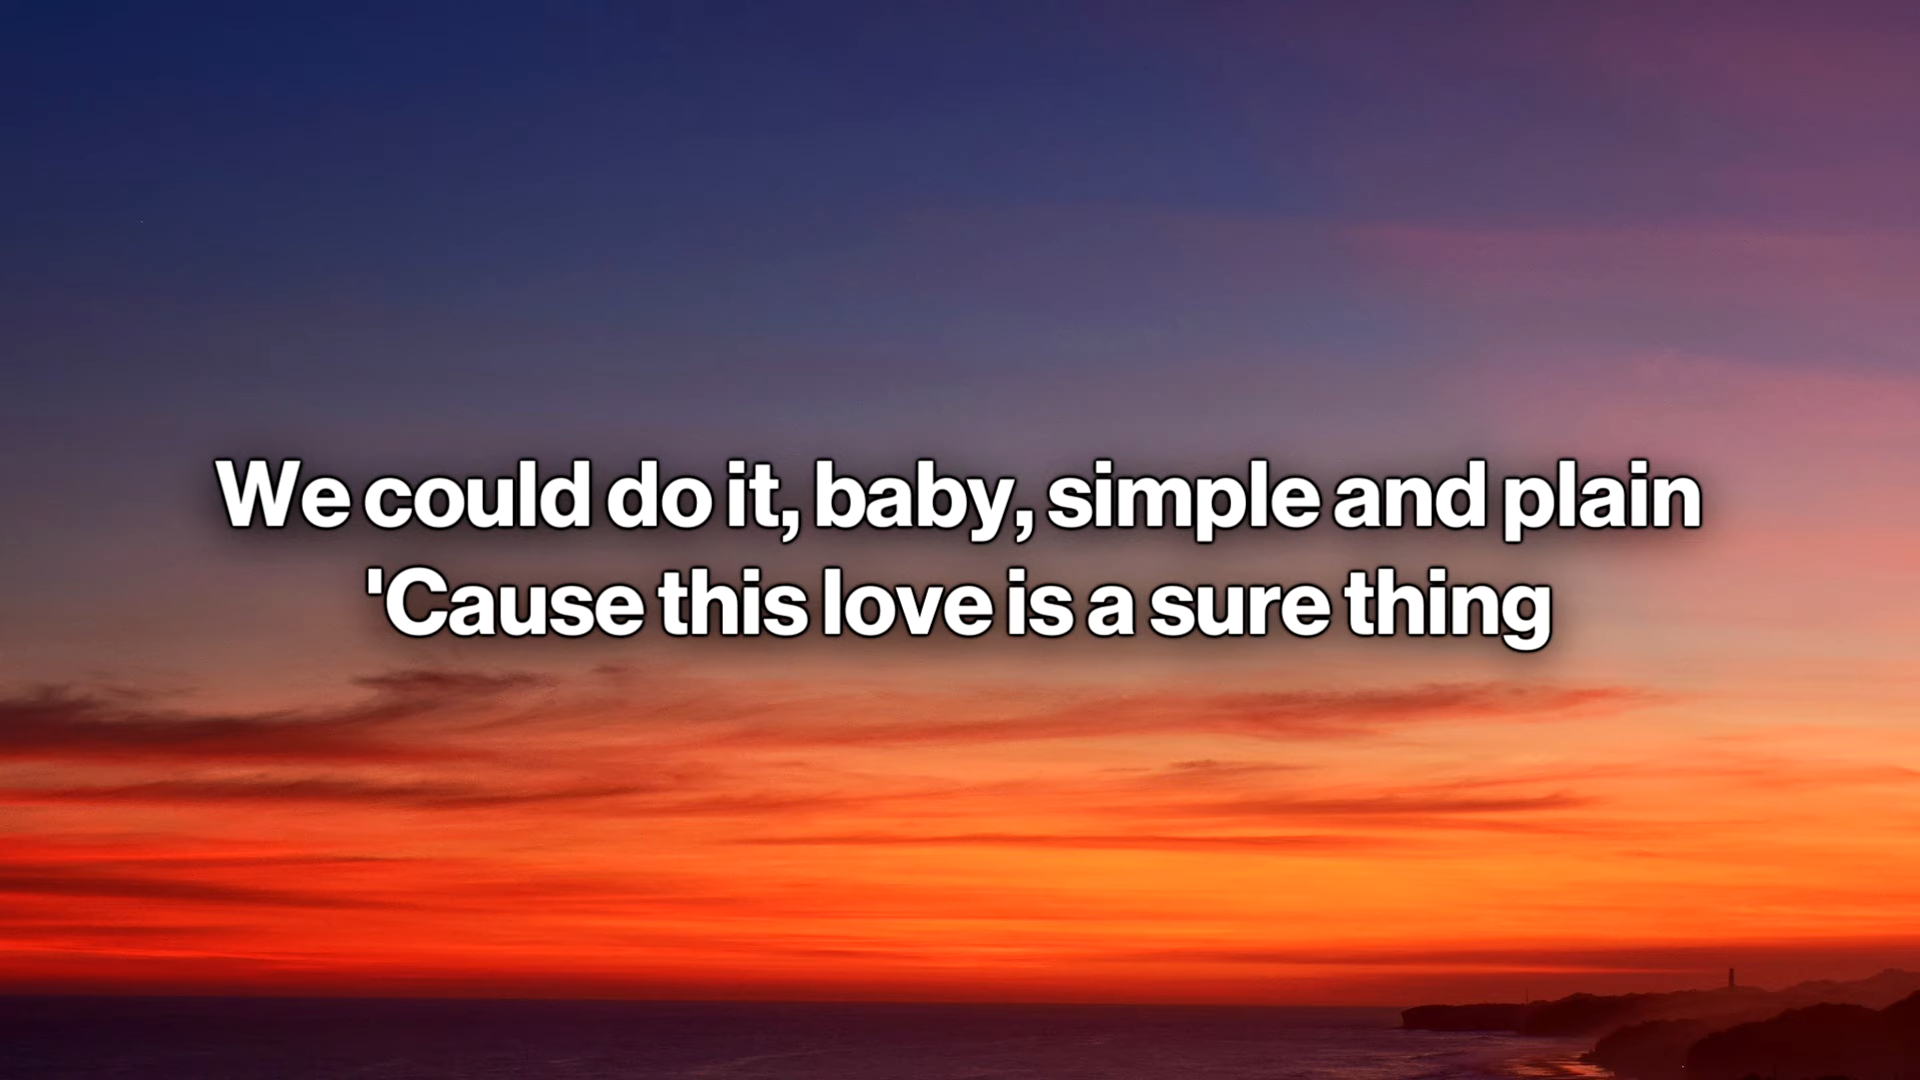 We could do it, baby, simple and plain
'Cause this love is a sure thing